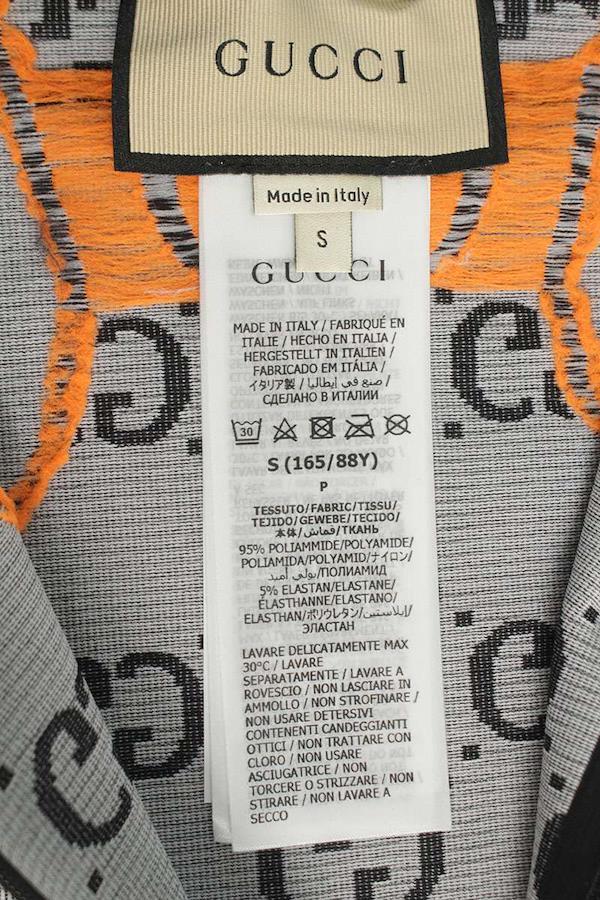 GUCCI
Made in Italy
S
GUCCI
MADE IN ITALY / FABRIQUÉ EN
ITALIE / HECHO EN ITALIA /
HERGESTELLT IN ITALIEN /
FABRICADO EM ITÁLIA /
イタリア製 / صنع في إيطاليا /
СДЕЛАНО В ИТАЛИИ
30
S (165/88Y)
P
TESSUTO/FABRIC/TISSU/
TEJIDO/GEWEBE/TECIDO/
本体/قماش/ТКАНЬ
95% POLIAMMIDE/POLYAMIDE/
POLIAMIDA/POLYAMID/ナイロン/
بولي أميد/ПОЛИАМИД
5% ELASTAN/ELASTANE/
ÉLASTHANNE/ELASTANO/
ELASTHAN/ポリウレタン/إيلاستين/
ЭЛАСТАН
LAVARE DELICATAMENTE MAX
30°C / LAVARE
SEPARATAMENTE / LAVARE A
ROVESCIO / NON LASCIARE IN
AMMOLLO / NON STROFINARE /
NON USARE DETERSIVI
CONTENENTI CANDEGGIANTI
OTTICI / NON TRATTARE CON
CLORO / NON USARE
ASCIUGATRICE / NON
TORCERE O STRIZZARE / NON
STIRARE / NON LAVARE A
SECCO